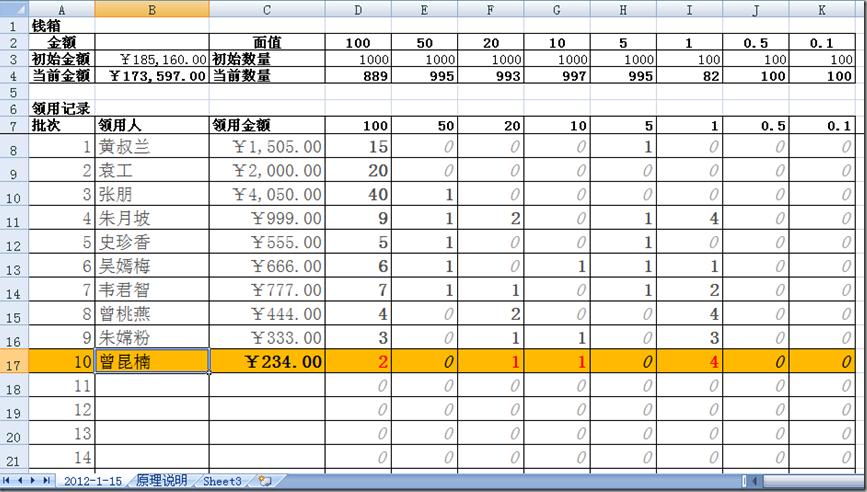 A B C D E F G H I J K
1 钱箱
2 金额 面值 100 50 20 10 5 1 0.5 0.1
3 初始金额 ￥185,160.00 初始数量 1000 1000 1000 1000 1000 100 100 100
4 当前金额 ￥173,597.00 当前数量 889 995 993 997 995 82 100 100
5
6 领用记录
7 批次 领用人 领用金额 100 50 20 10 5 1 0.5 0.1
8 1 黄叔兰 ￥1,505.00 15 0 0 0 1 0 0 0
9 2 袁工 ￥2,000.00 20 0 0 0 0 0 0 0
10 3 张朋 ￥4,050.00 40 1 0 0 0 0 0 0
11 4 朱月坡 ￥999.00 9 1 2 0 1 4 0 0
12 5 史珍香 ￥555.00 5 1 0 0 1 0 0 0
13 6 吴嫣梅 ￥666.00 6 1 0 1 1 1 0 0
14 7 韦君智 ￥777.00 7 1 1 0 1 2 0 0
15 8 曾桃燕 ￥444.00 4 0 2 0 0 4 0 0
16 9 朱嫦粉 ￥333.00 3 0 1 1 0 3 0 0
17 10 曾昆楠 ￥234.00 2 0 1 1 0 4 0 0
18 11 0 0 0 0 0 0 0 0
19 12 0 0 0 0 0 0 0 0
20 13 0 0 0 0 0 0 0 0
21 14 0 0 0 0 0 0 0 0
2012-1-15 原理说明 Sheet3